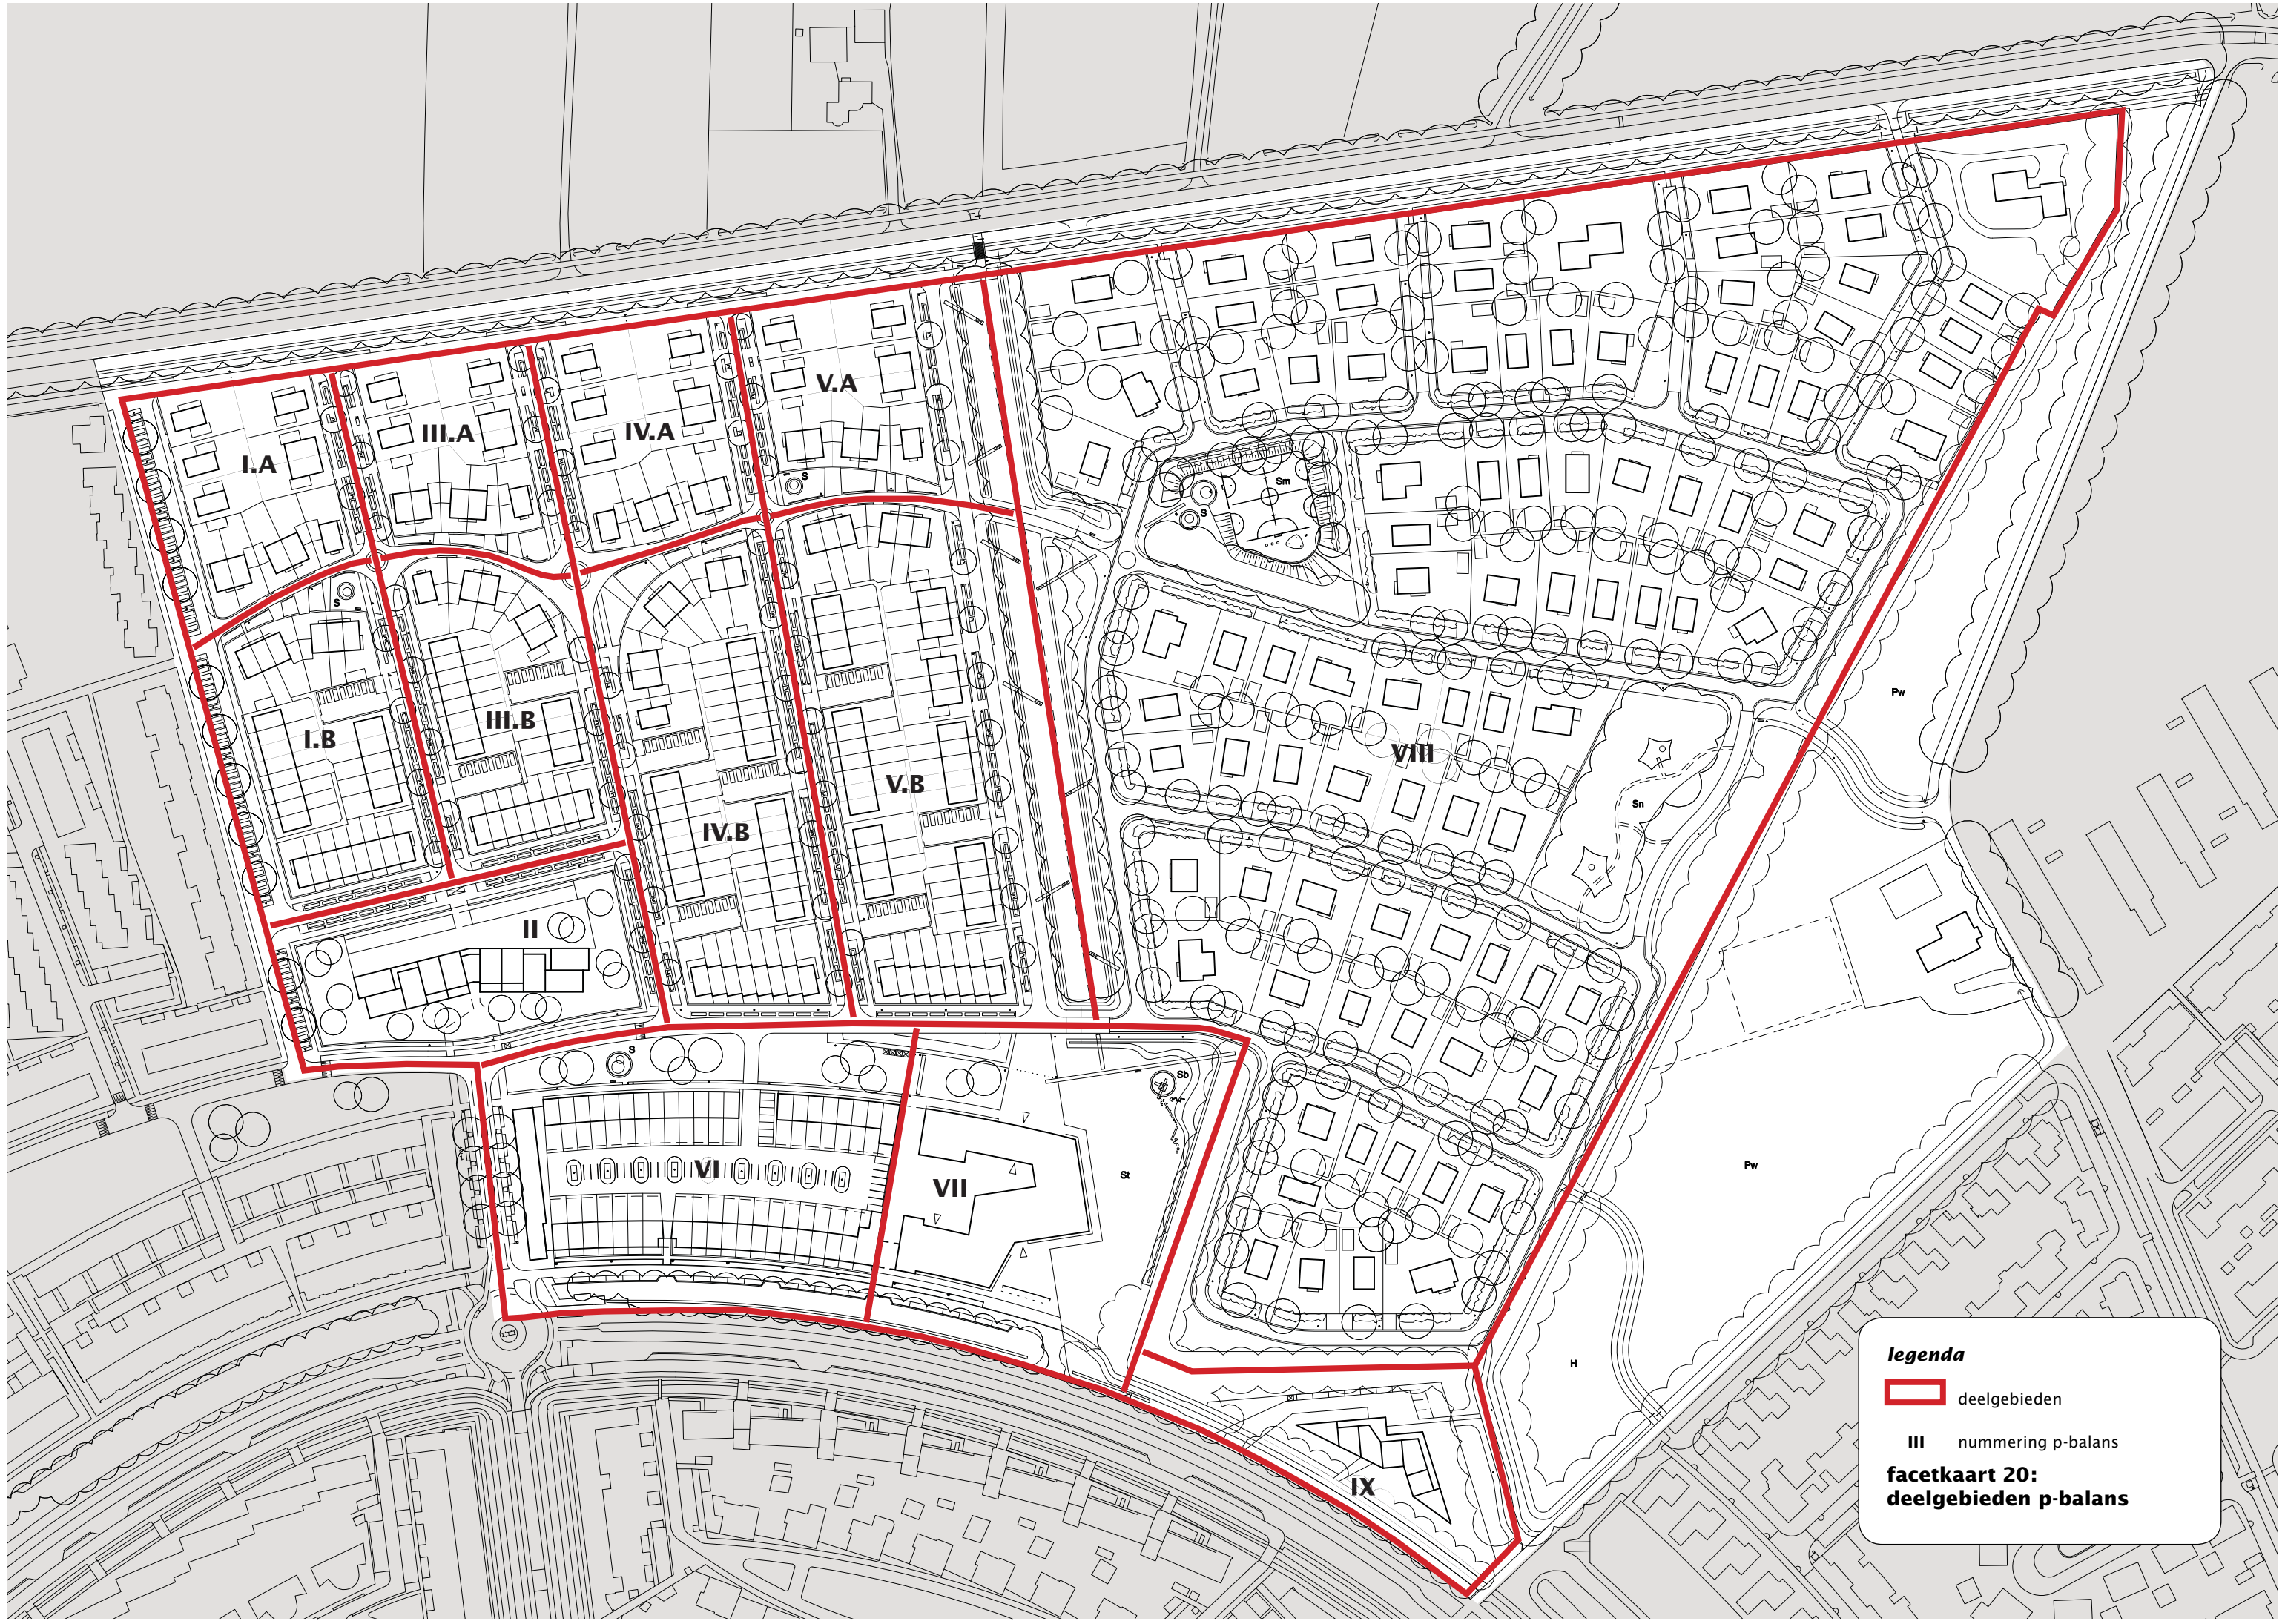 V.A
III.A
IV.A
I.A
S
Sm
S
S
Pw
III.B
I.B
VIII
V.B
Sn
IV.B
II
S
Sb
VI
VII
St
Pw
H
IX
legenda
deelgebieden
III nummering p-balans
facetkaart 20:
deelgebieden p-balans